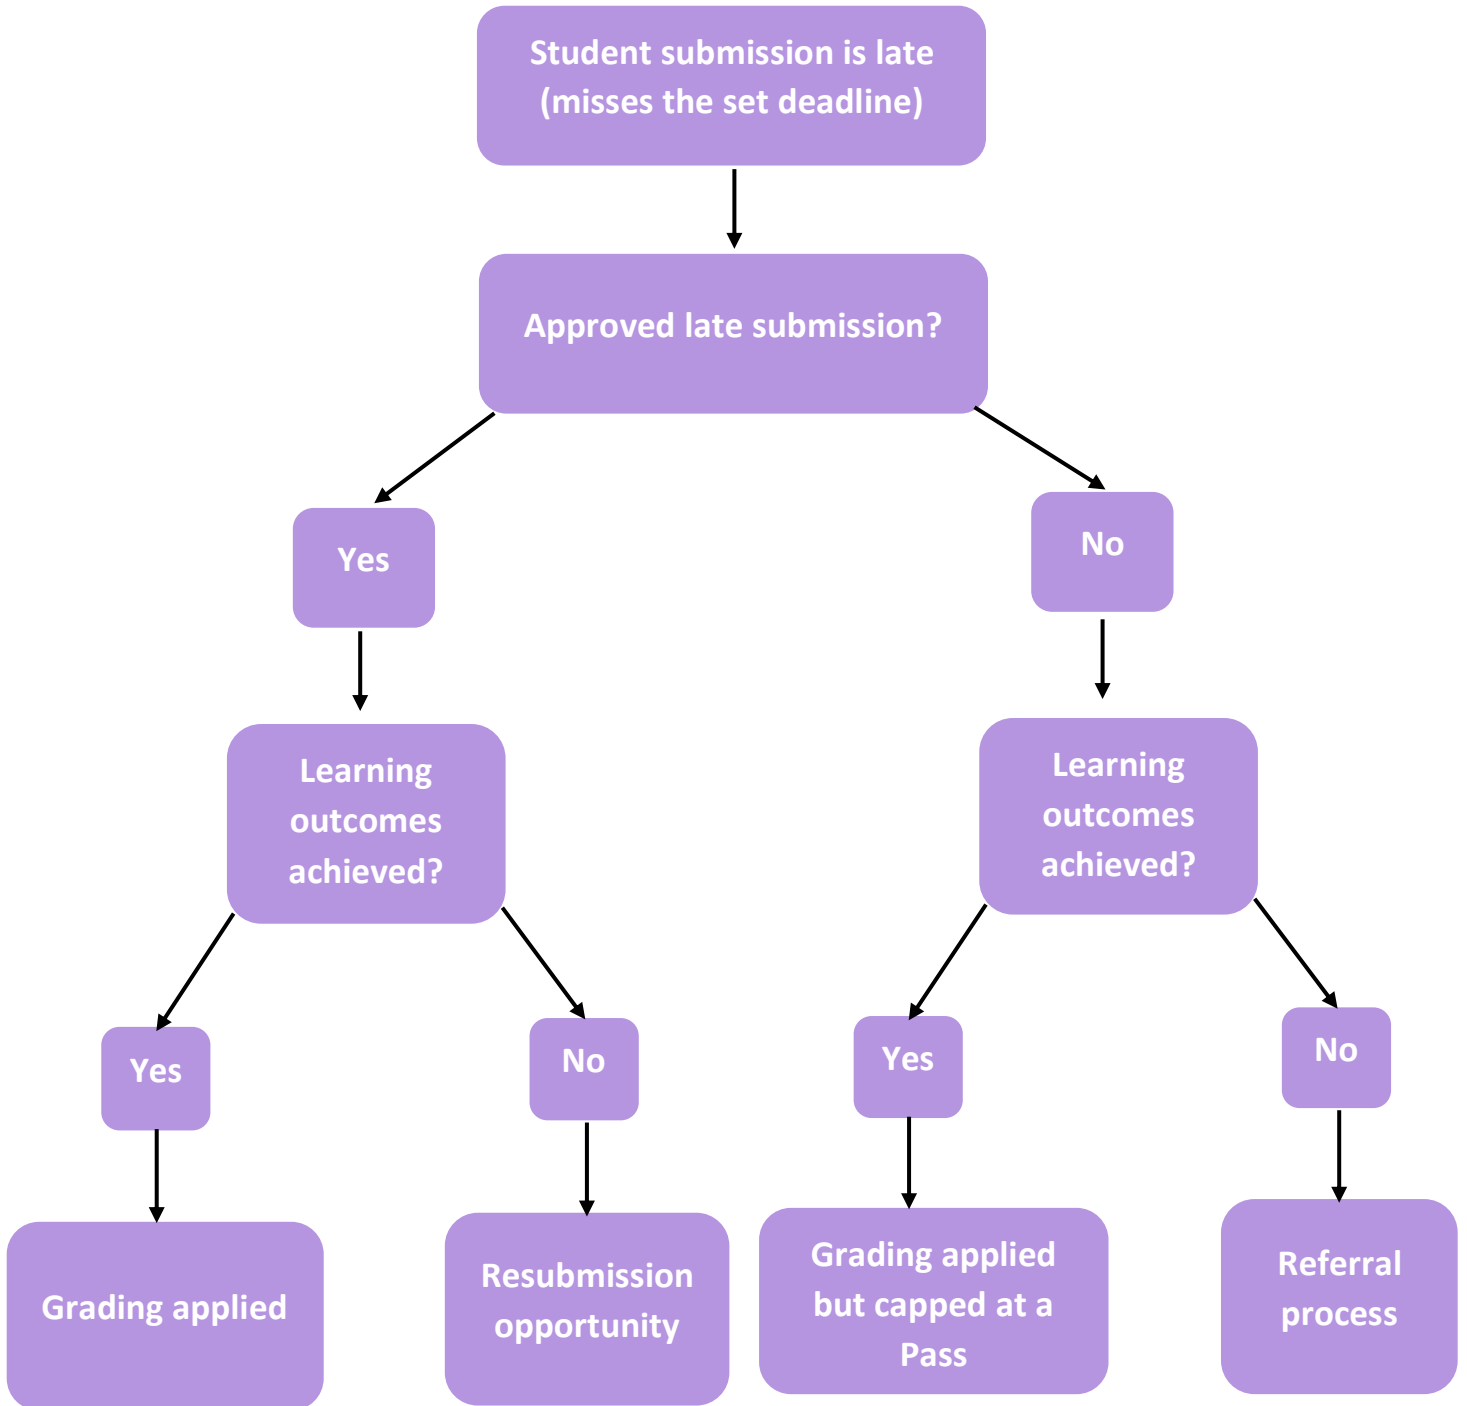 Student submission is late
(misses the set deadline)
Approved late submission?
Yes
No
Learning
outcomes
achieved?
Learning
outcomes
achieved?
Yes
No
Yes
No
Grading applied
Resubmission
opportunity
Grading applied
but capped at a
Pass
Referral
process